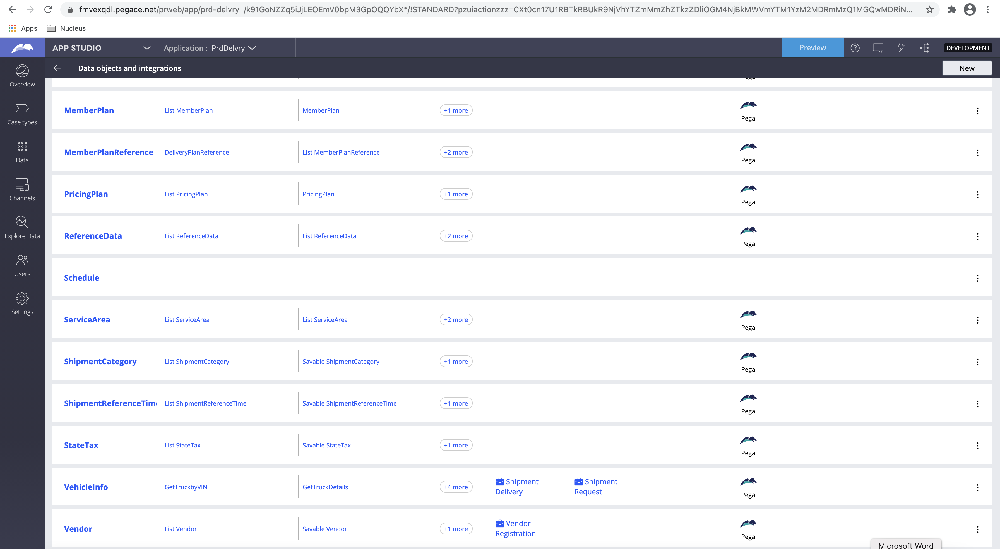 fmvexqdl.pegace.net/prweb/app/prd-delvry_/k91GoNZZq5iJjLEOEmV0bpM3GpOQQYbX*/!STANDARD?pzuiactionzzz=CXt0cn17U1RBTkRBUkR9NjVhYTZmMmZhZTkzZDliOGM4NjBkMWVmYTM1YzM2MDRmMzQ1MGQwMDRiN...
Apps Nucleus
APP STUDIO Application : PrdDelvry Preview DEVELOPMENT
Data objects and integrations New
Overview
Case types
Data
Channels
Explore Data
Users
Settings
Pega
MemberPlan List MemberPlan MemberPlan +1 more Pega
MemberPlanReference DeliveryPlanReference List MemberPlanReference +2 more Pega
PricingPlan List PricingPlan PricingPlan +1 more Pega
ReferenceData List ReferenceData List ReferenceData +2 more Pega
Schedule
ServiceArea List ServiceArea List ServiceArea +2 more Pega
ShipmentCategory List ShipmentCategory Savable ShipmentCategory +1 more Pega
ShipmentReferenceTim List ShipmentReferenceTime Savable ShipmentReferenceTime +1 more Pega
StateTax List StateTax Savable StateTax +1 more Pega
VehicleInfo GetTruckbyVIN GetTruckDetails +4 more Shipment Delivery Shipment Request Pega
Vendor List Vendor Savable Vendor +1 more Vendor Registration Pega
Microsoft Word